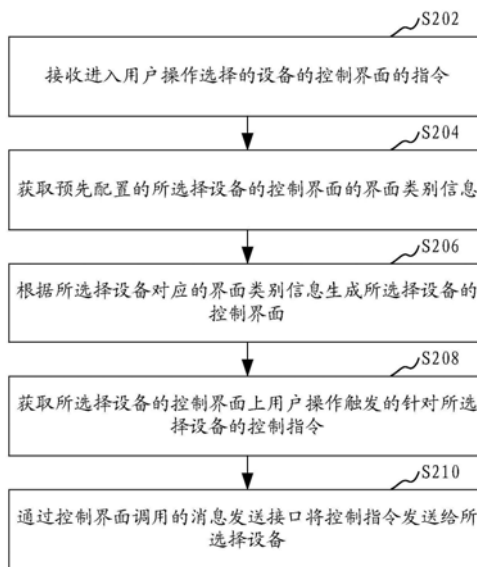 S202
接收进入用户操作选择的设备的控制界面的指令
S204
获取预先配置的所选择设备的控制界面的界面类别信息
S206
根据所选择设备对应的界面类别信息生成所选择设备的
控制界面
S208
获取所选择设备的控制界面上用户操作触发的针对所选
择设备的控制指令
S210
通过控制界面调用的消息发送接口将控制指令发送给所
选择设备